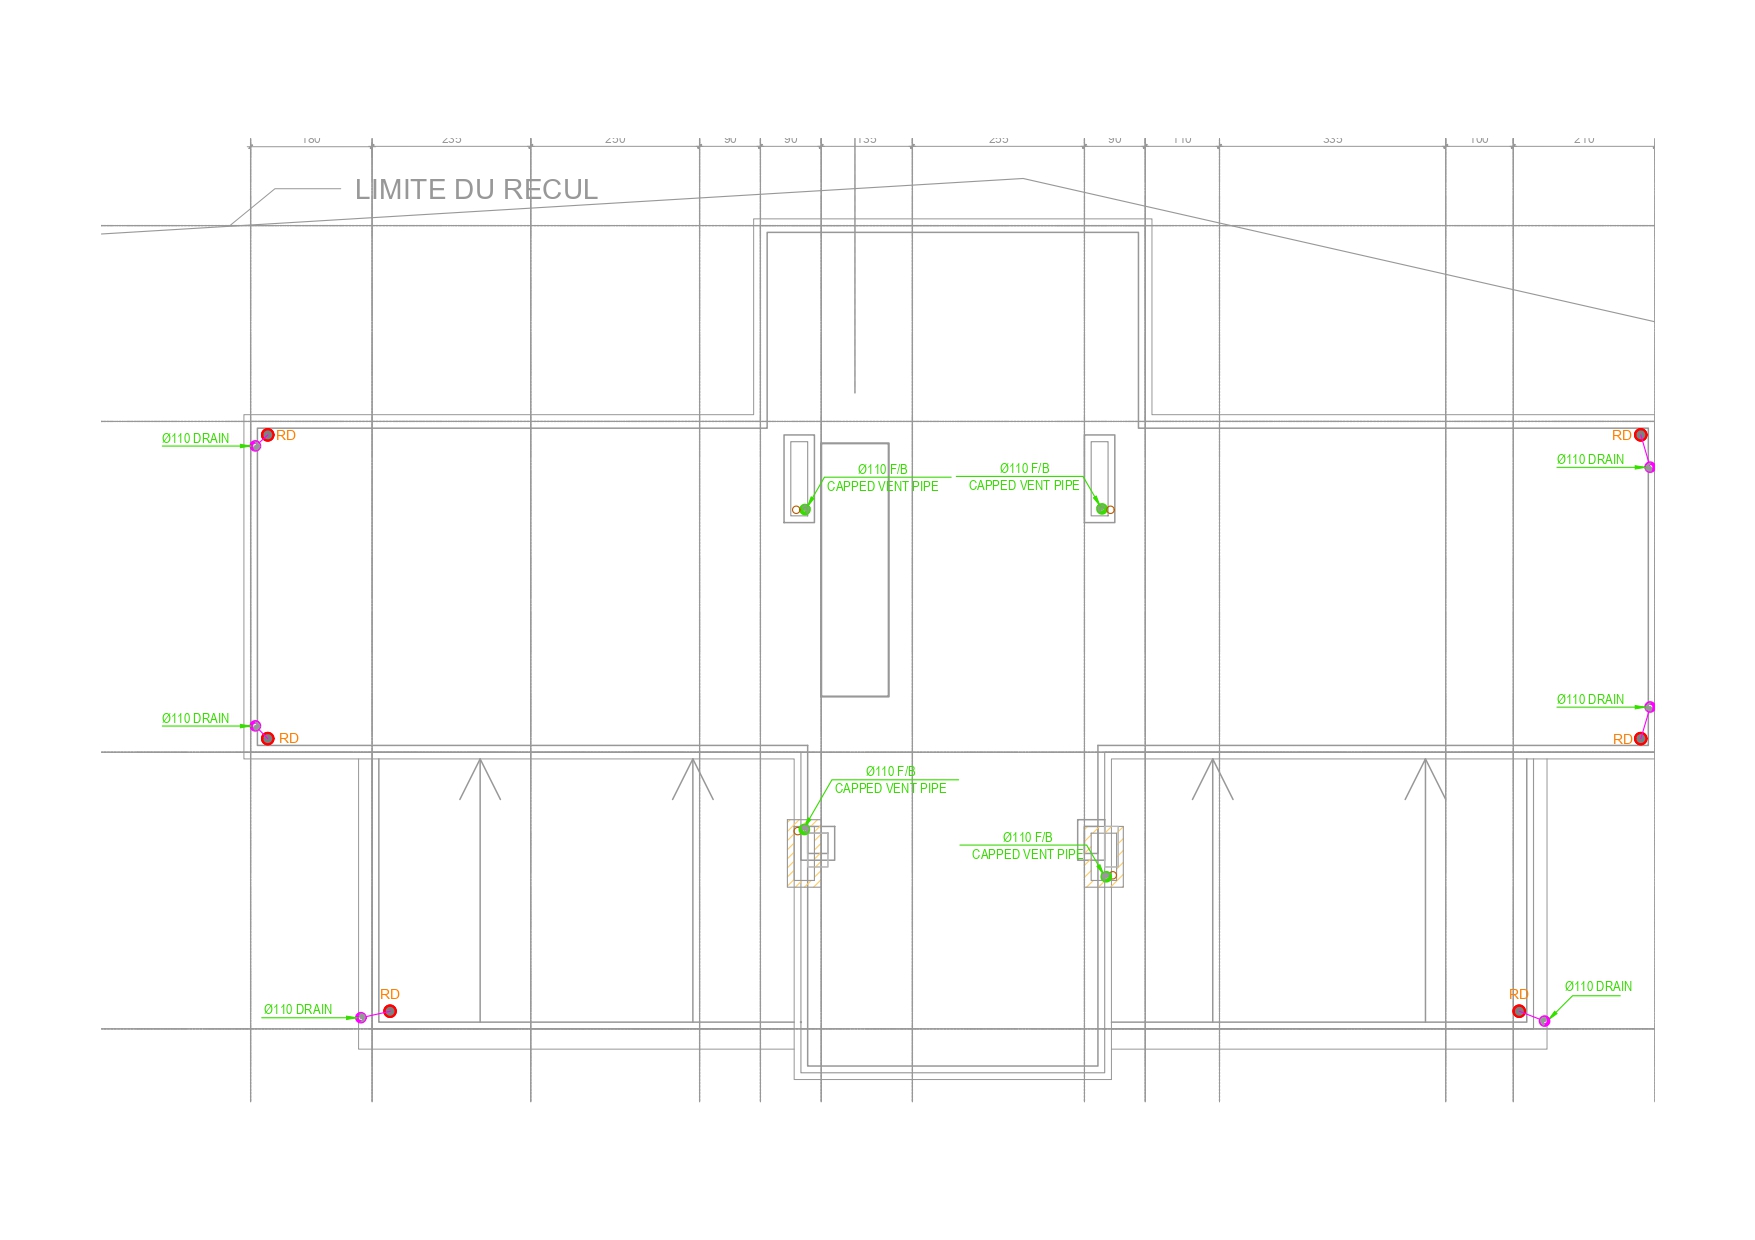 180 235 250 90 90 135 255 90 110 335 100 210
LIMITE DU RECUL
Ø110 DRAIN
RD
RD
Ø110 DRAIN
Ø110 F/B
CAPPED VENT PIPE
Ø110 F/B
CAPPED VENT PIPE
Ø110 DRAIN
RD
Ø110 DRAIN
RD
Ø110 F/B
CAPPED VENT PIPE
Ø110 F/B
CAPPED VENT PIPE
RD
Ø110 DRAIN
RD
Ø110 DRAIN